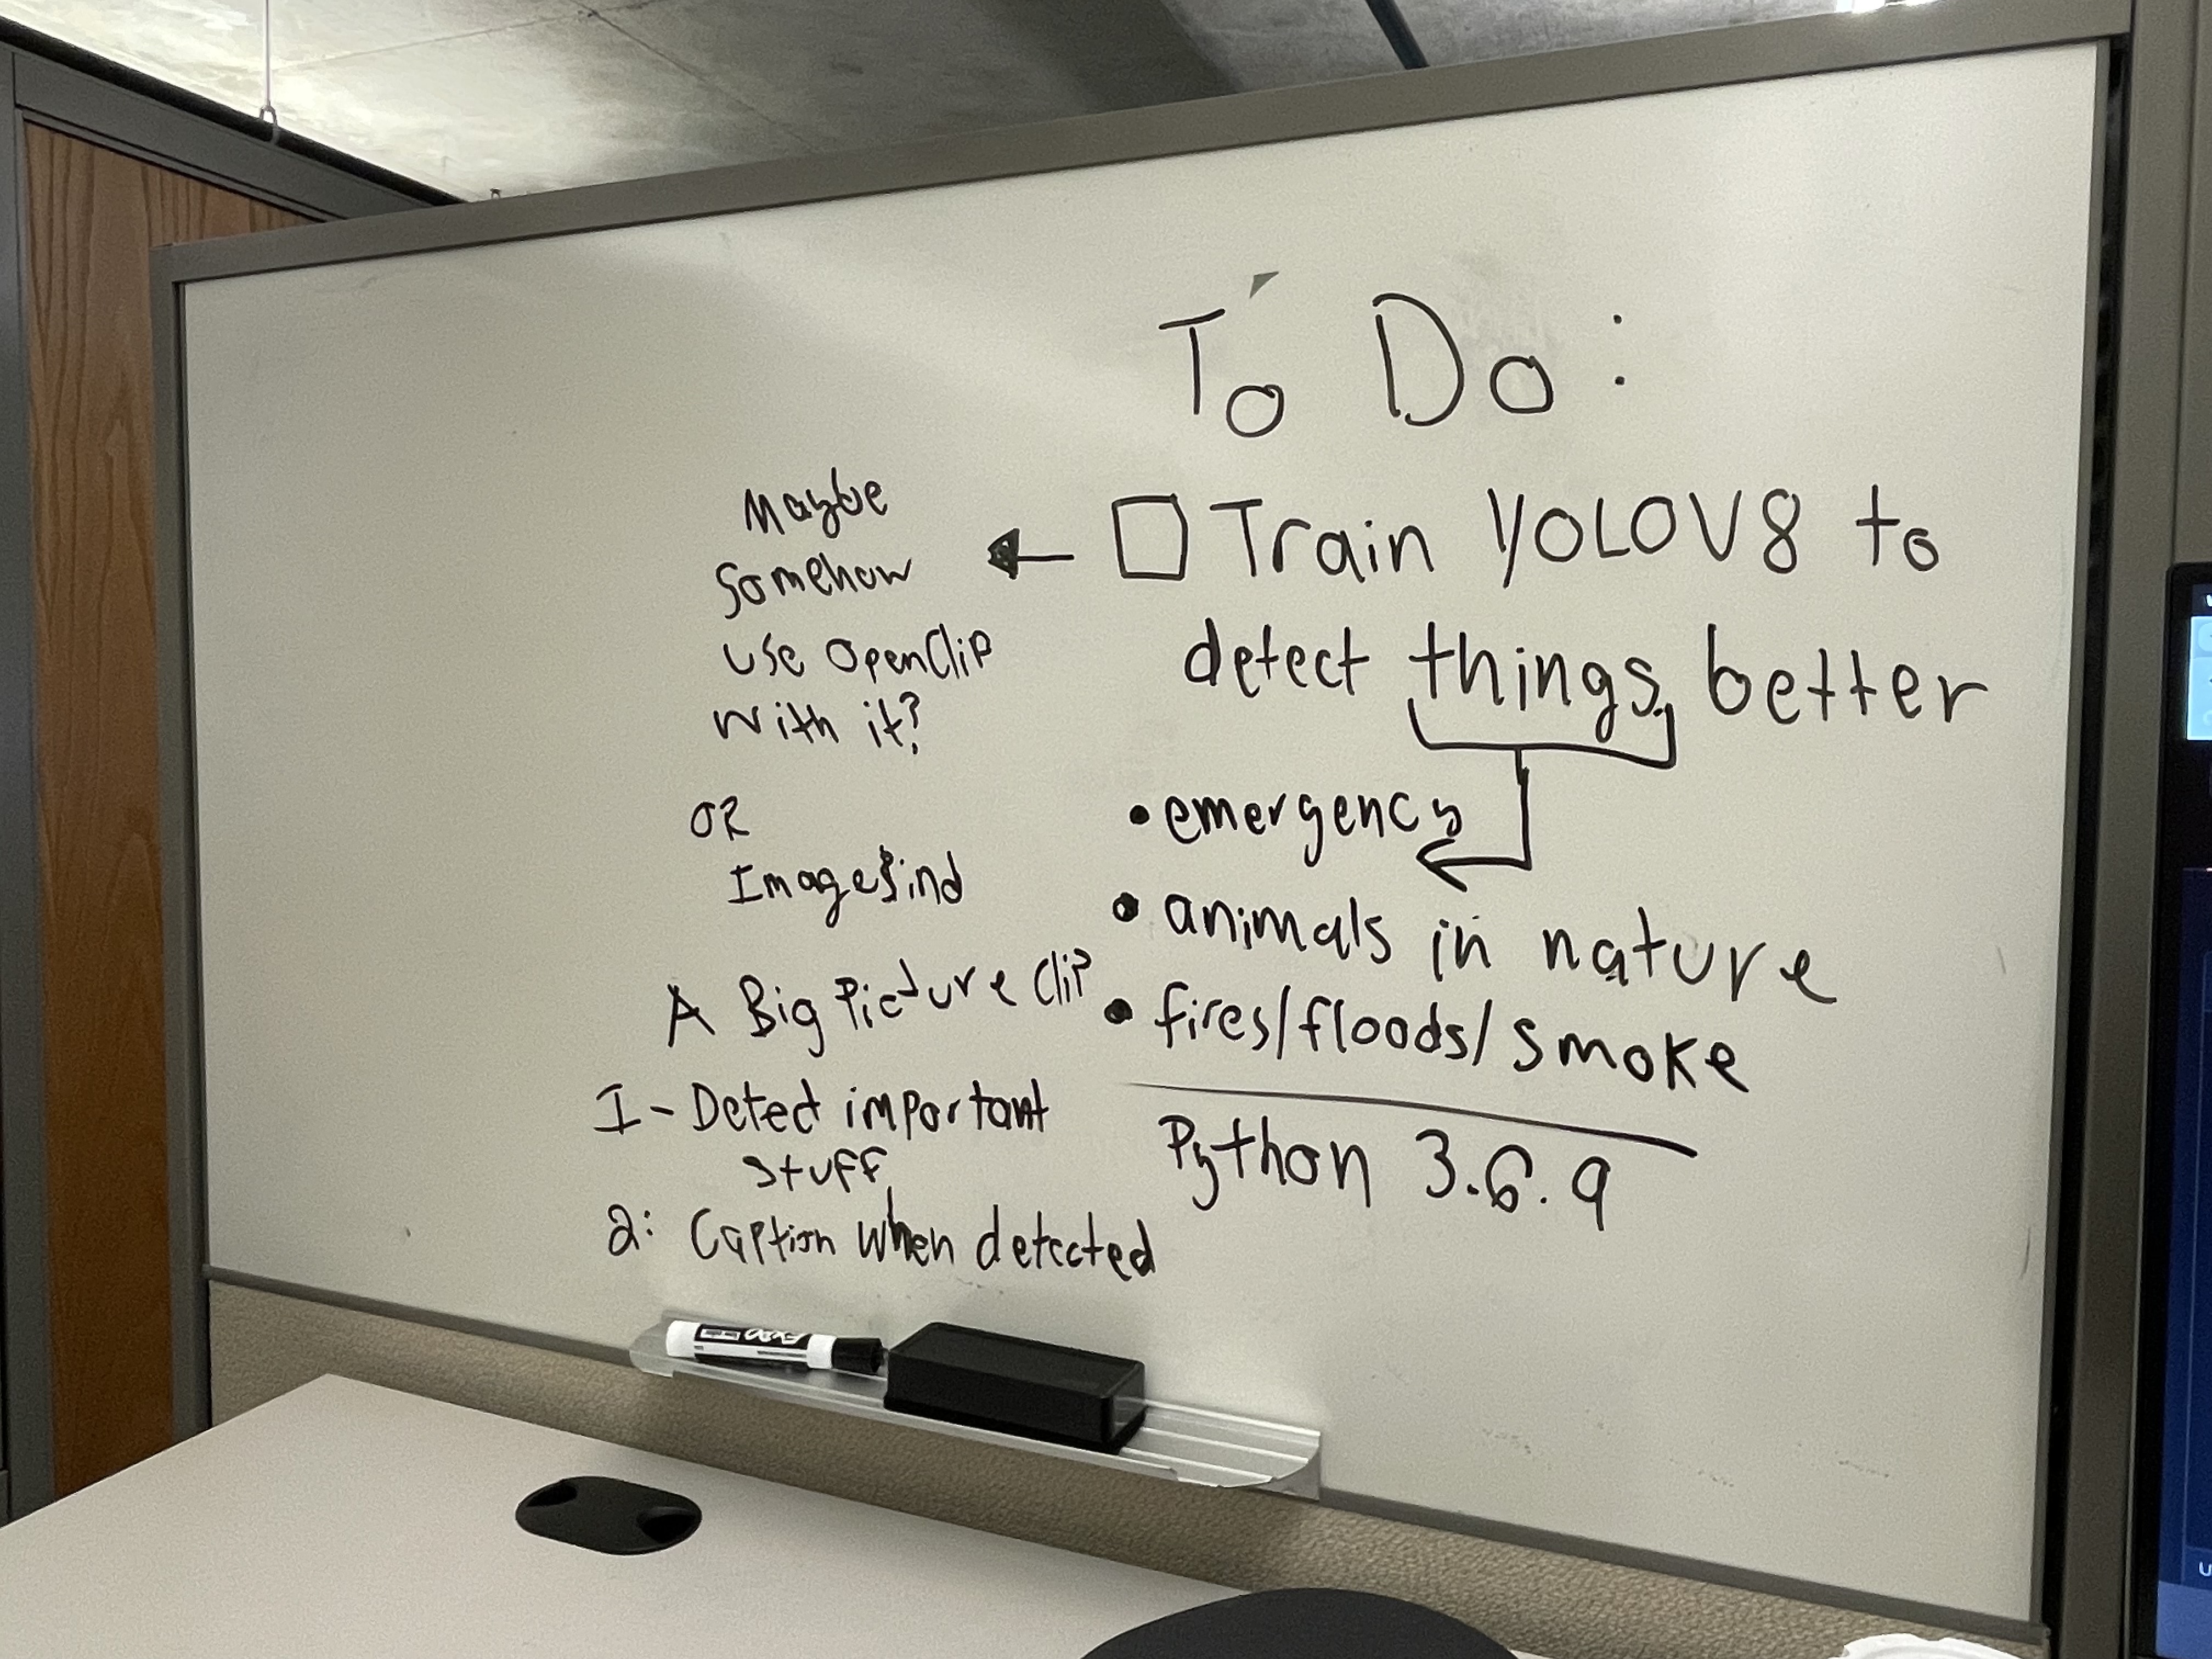 To Do:
Train YOLOV8 to
detect things better
• emergency
• animals in nature
• fires/floods/smoke
Python 3.6.9
Maybe
Somehow
Use OpenClip
With it?
OR
ImageBind
A Big Picture Clip
I - Detect important
stuff
2: Caption when detected
EXPO